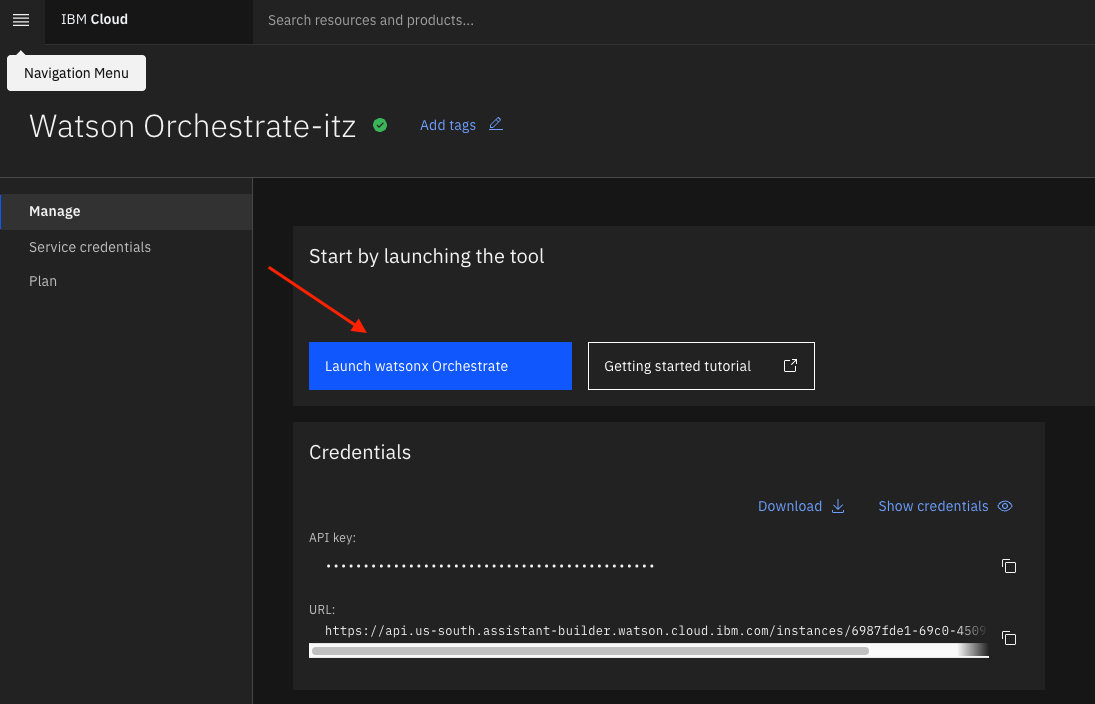 IBM Cloud
Search resources and products...
Navigation Menu
Watson Orchestrate-itz
Add tags
Manage
Service credentials
Plan
Start by launching the tool
Launch watsonx Orchestrate
Getting started tutorial
Credentials
Download
Show credentials
API key:
••••••••••••••••••••••••••••••••••••••••••••
URL:
https://api.us-south.assistant-builder.watson.cloud.ibm.com/instances/6987fde1-69c0-4509